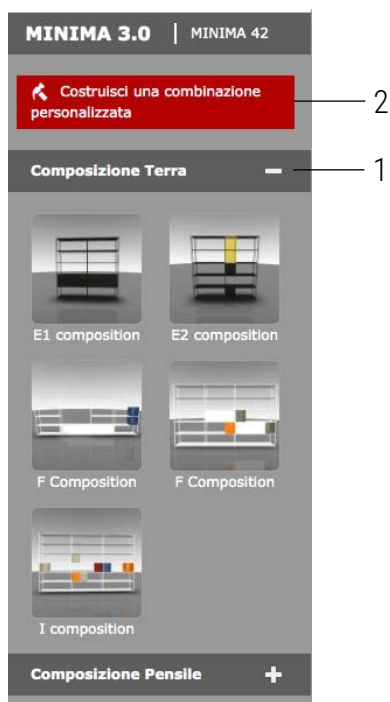 MINIMA 3.0 | MINIMA 42
Costruisci una combinazione
personalizzata
2
Composizione Terra
1
E1 composition E2 composition
F Composition F Composition
I composition
Composizione Pensile